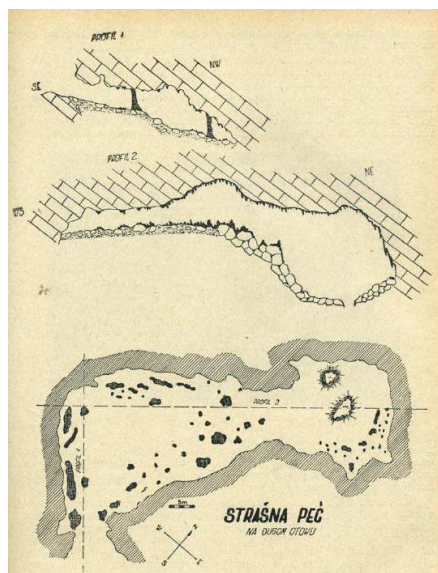 PROFIL 1
NW
SE
PROFIL 2
NE
PROFIL 2
PROFIL 1
5m
STRAŠNA PEĆ
NA DUGOM OTOKU
N
E
S